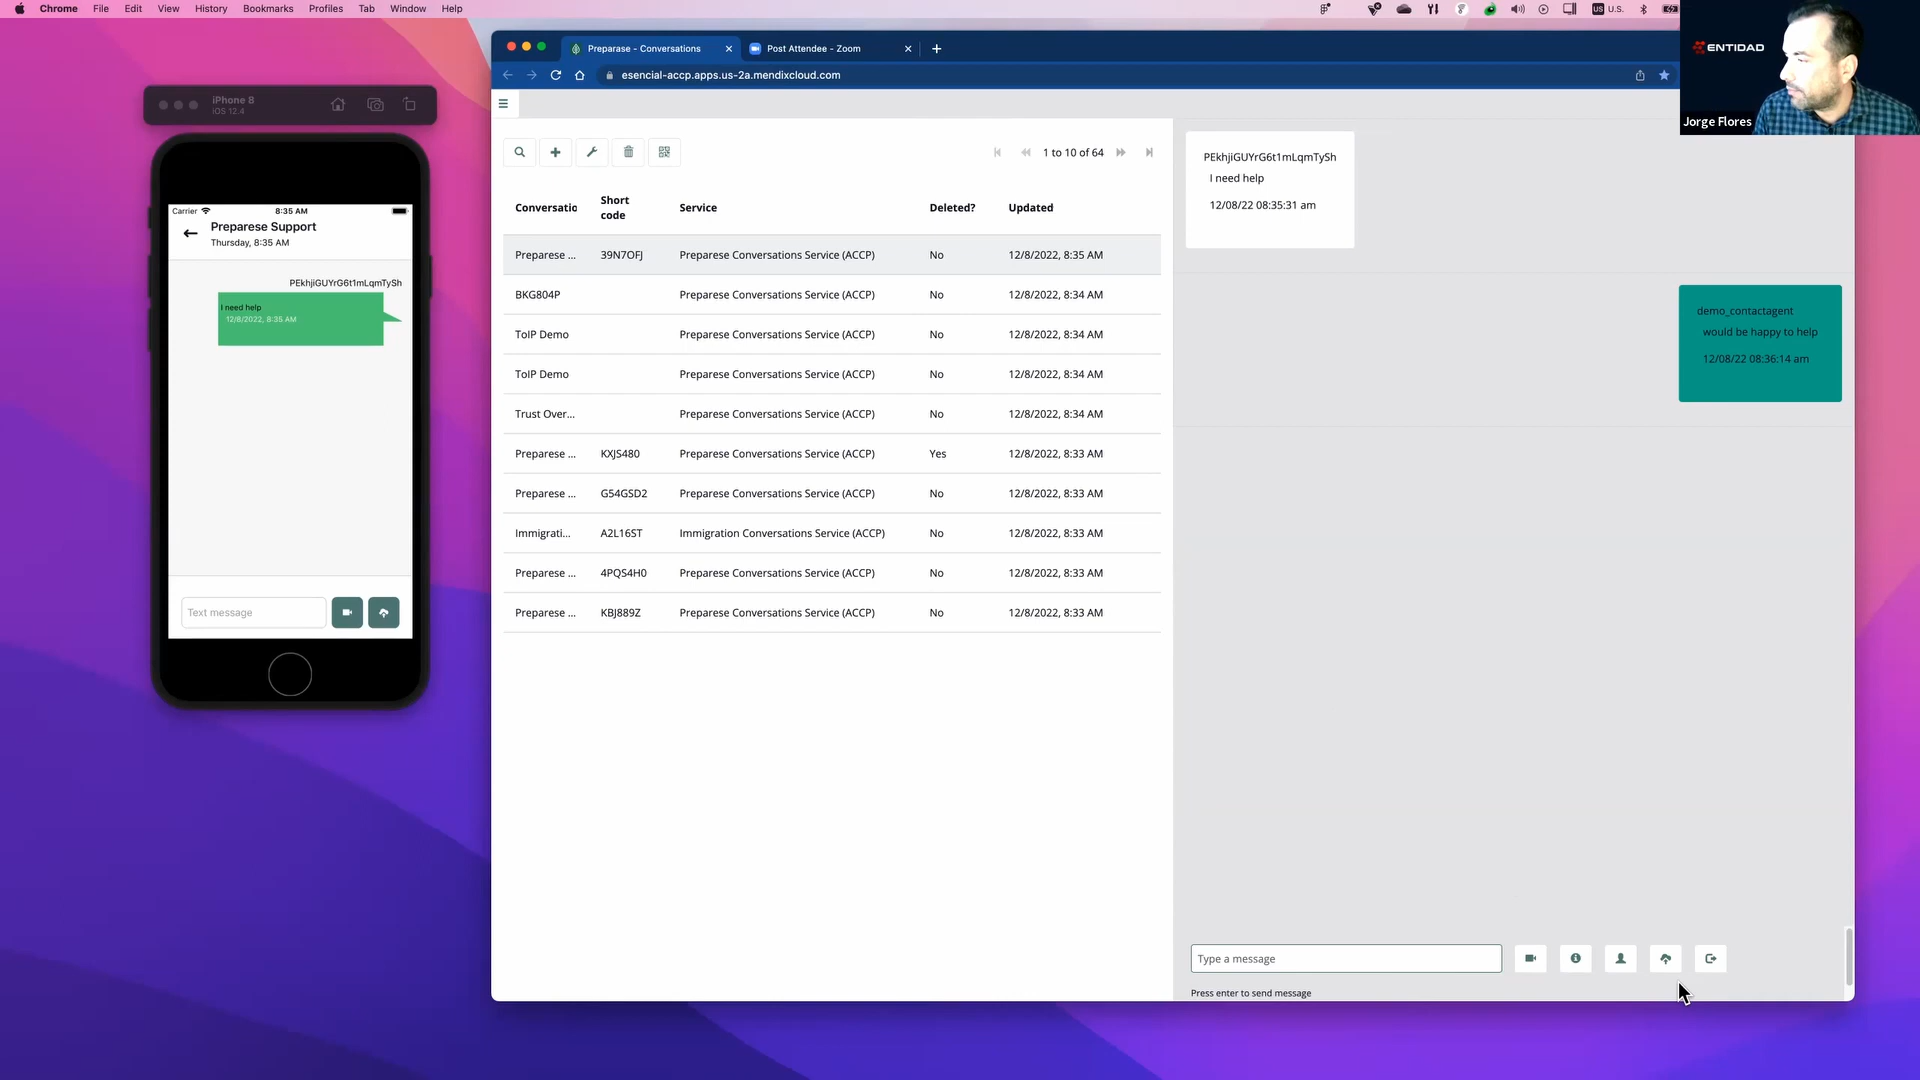 Chrome File Edit View History Bookmarks Profiles Tab Window Help
U.S.
ENTIDAD
Jorge Flores
iPhone 8
iOS 12.4
Carrier 8:35 AM
Preparese Support
Thursday, 8:35 AM
PEkhjiGUYrG6t1mLqmTySh
I need help
12/8/2022, 8:35 AM
Text message
Preparase - Conversations
Post Attendee - Zoom
esencial-accp.apps.us-2a.mendixcloud.com
1 to 10 of 64
Conversatio Short code Service Deleted? Updated
Preparese ... 39N7OFJ Preparese Conversations Service (ACCP) No 12/8/2022, 8:35 AM
BKG804P Preparese Conversations Service (ACCP) No 12/8/2022, 8:34 AM
ToIP Demo Preparese Conversations Service (ACCP) No 12/8/2022, 8:34 AM
ToIP Demo Preparese Conversations Service (ACCP) No 12/8/2022, 8:34 AM
Trust Over... Preparese Conversations Service (ACCP) No 12/8/2022, 8:34 AM
Preparese ... KXJS480 Preparese Conversations Service (ACCP) Yes 12/8/2022, 8:33 AM
Preparese ... G54GSD2 Preparese Conversations Service (ACCP) No 12/8/2022, 8:33 AM
Immigrati... A2L16ST Immigration Conversations Service (ACCP) No 12/8/2022, 8:33 AM
Preparese ... 4PQS4H0 Preparese Conversations Service (ACCP) No 12/8/2022, 8:33 AM
Preparese ... KBJ889Z Preparese Conversations Service (ACCP) No 12/8/2022, 8:33 AM
PEkhjiGUYrG6t1mLqmTySh
I need help
12/08/22 08:35:31 am
demo_contactagent
would be happy to help
12/08/22 08:36:14 am
Type a message
Press enter to send message